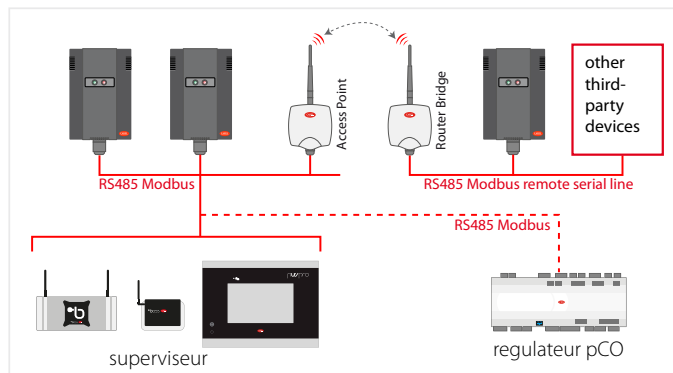 Access Point
Router Bridge
other
third-
party
devices
RS485 Modbus
RS485 Modbus remote serial line
RS485 Modbus
pwpro
superviseur
regulateur pCO